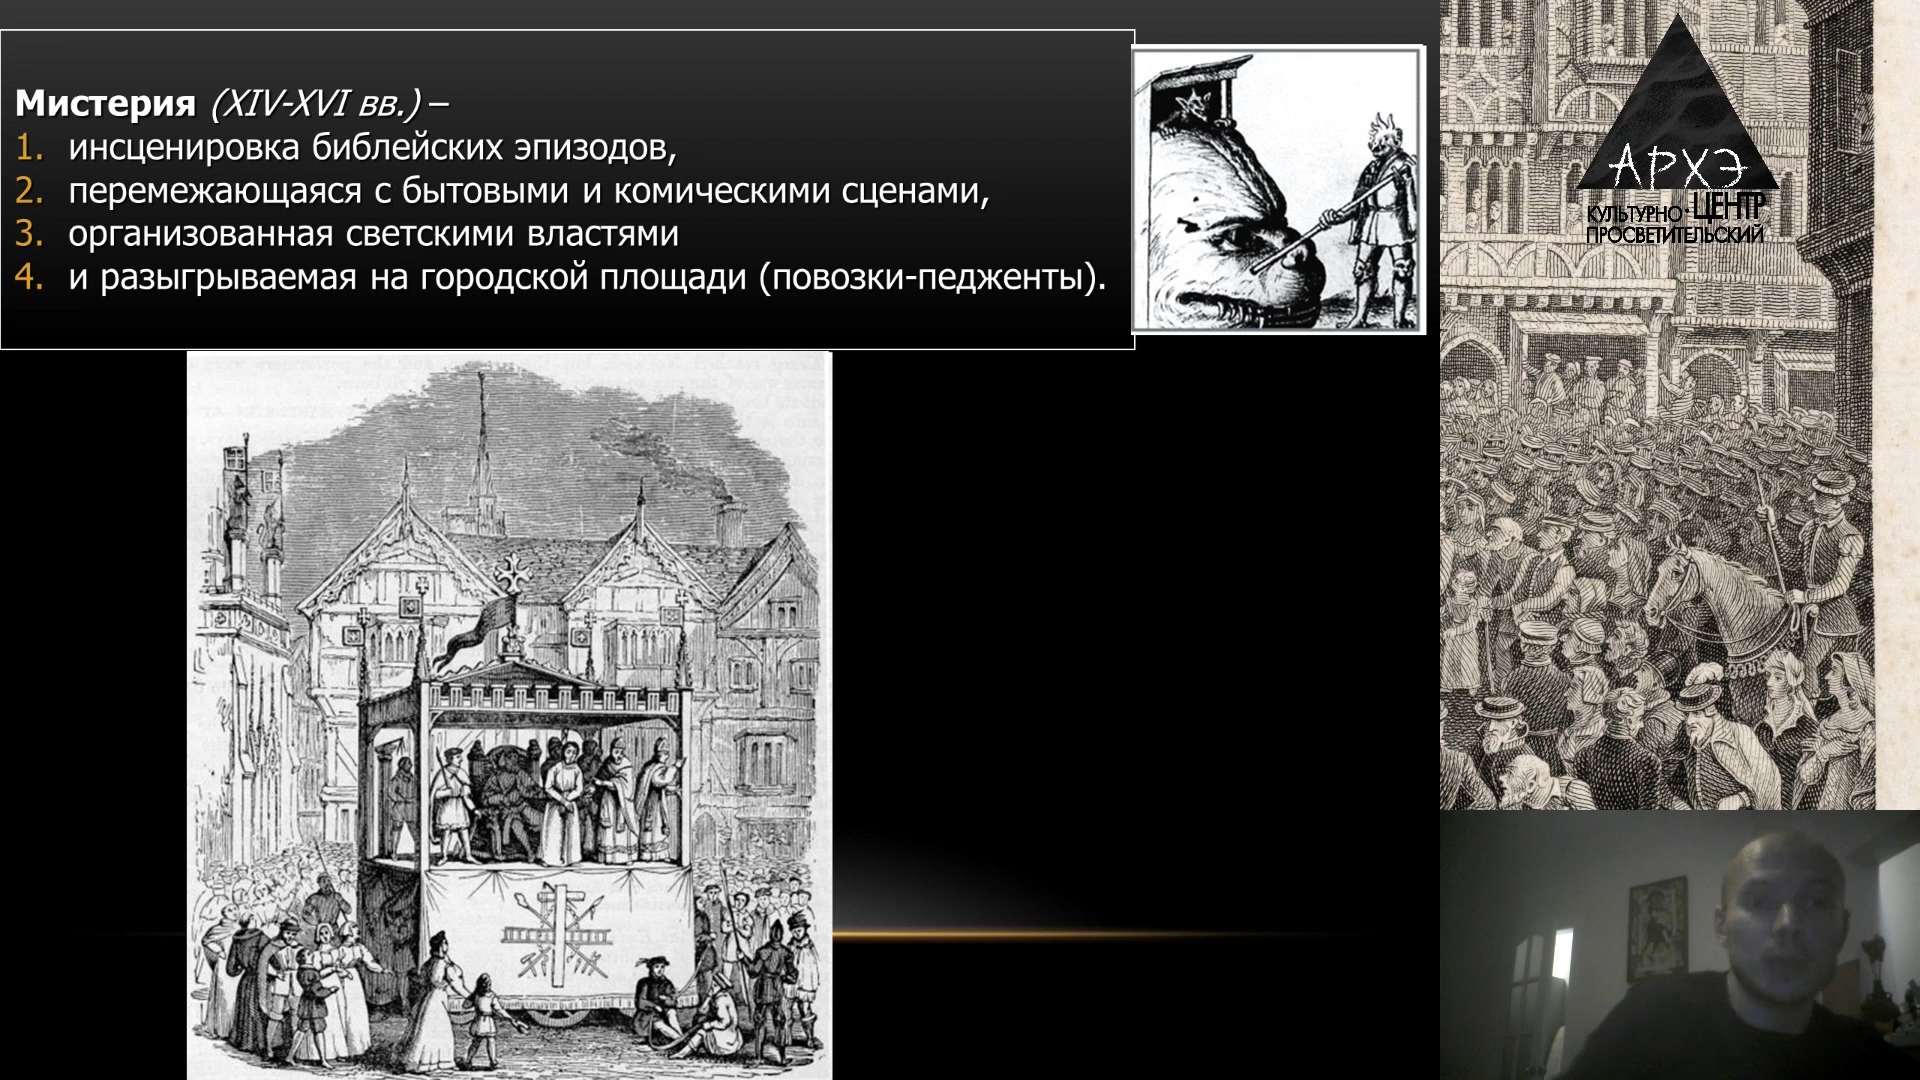 Мистерия (XIV-XVI вв.) –
1. инсценировка библейских эпизодов,
2. перемежающаяся с бытовыми и комическими сценами,
3. организованная светскими властями
4. и разыгрываемая на городской площади (повозки-педженты).
АРХЭ
КУЛЬТУРНО-ЦЕНТР
ПРОСВЕТИТЕЛЬСКИЙ